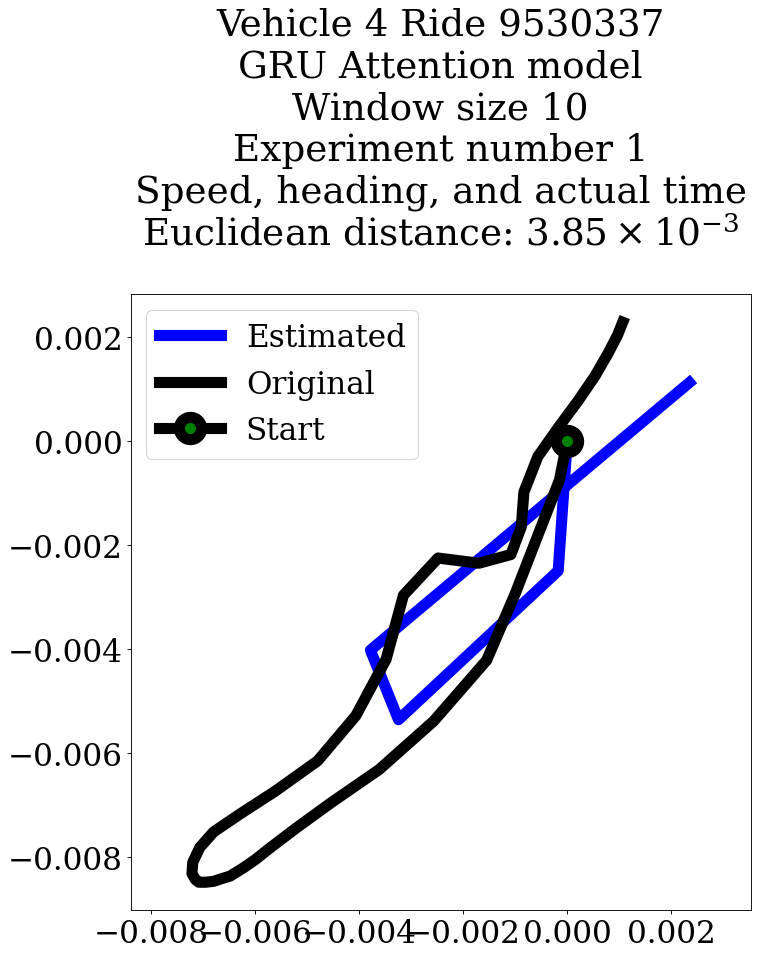 Vehicle 4 Ride 9530337
GRU Attention model
Window size 10
Experiment number 1
Speed, heading, and actual time
Euclidean distance: 3.85 × 10⁻³
Estimated
Original
Start
0.002
0.000
−0.002
−0.004
−0.006
−0.008
−0.008 −0.006 −0.004 −0.002 0.000 0.002